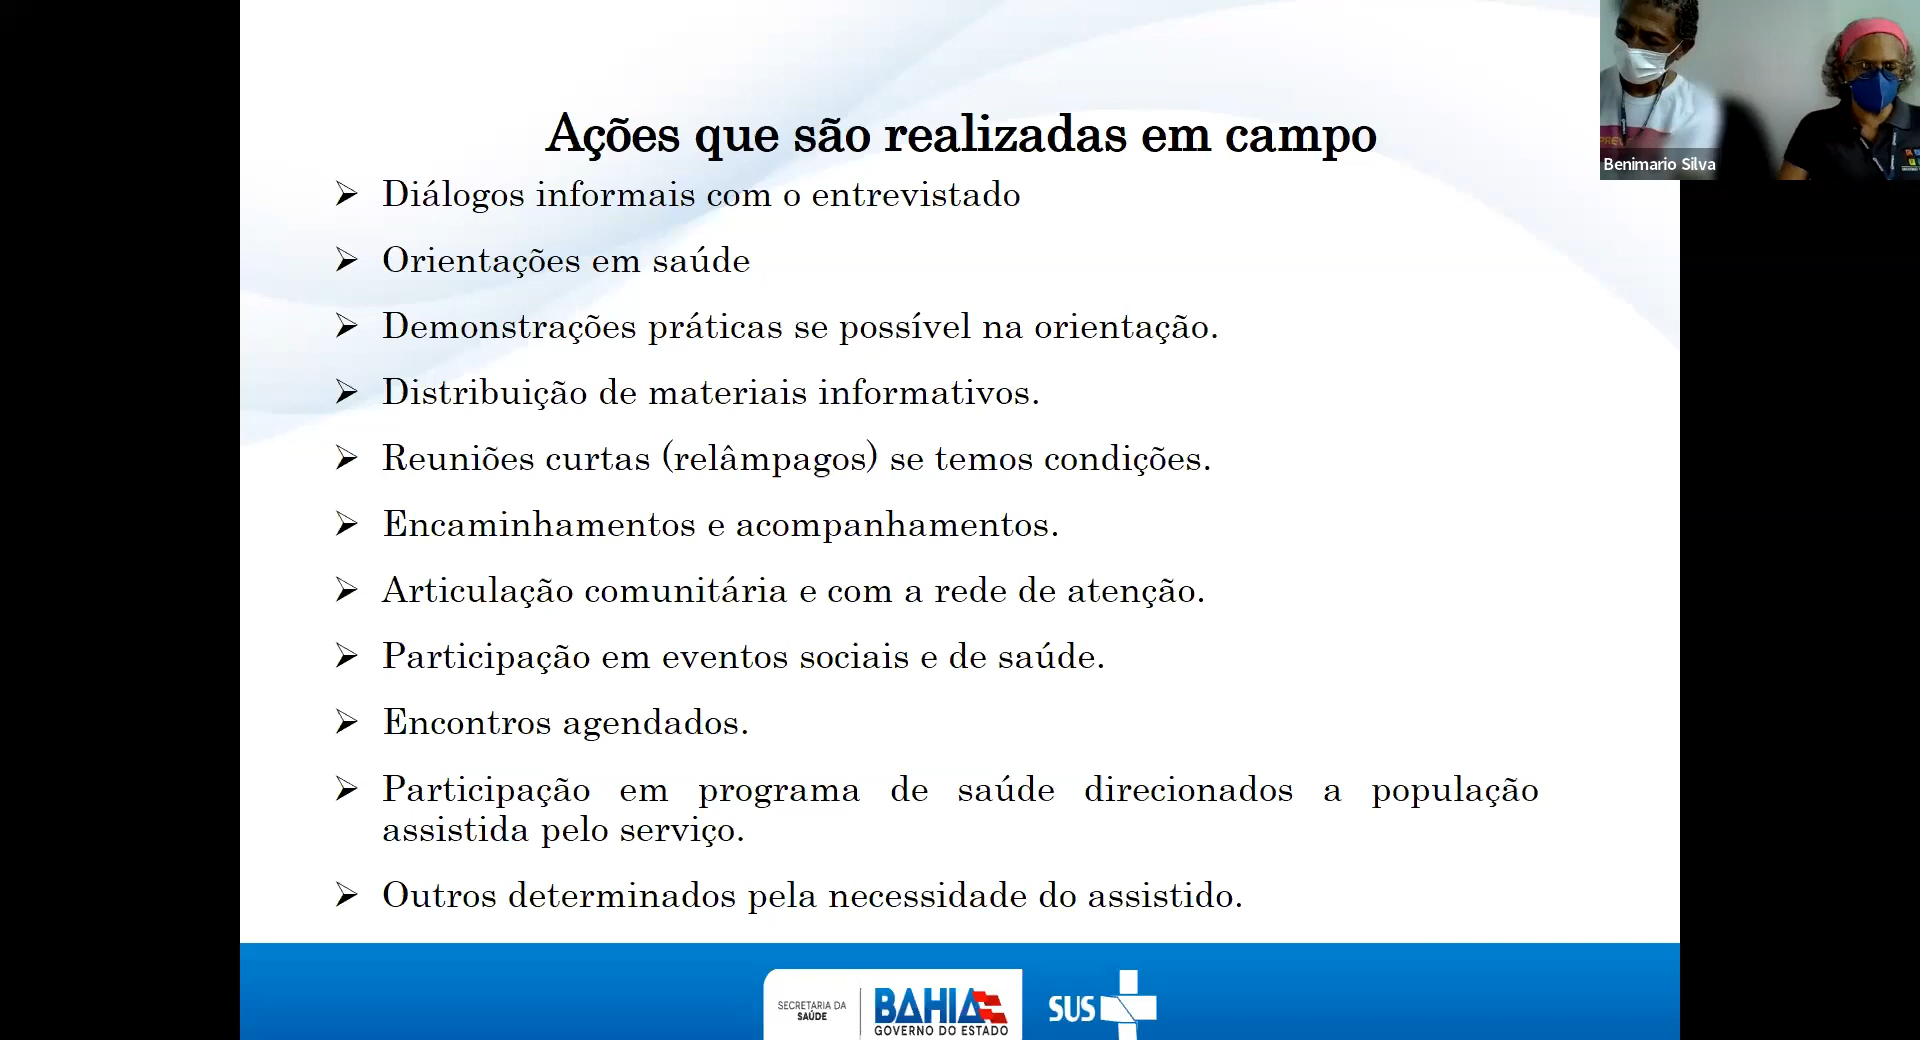 Ações que são realizadas em campo
Diálogos informais com o entrevistado
Orientações em saúde
Demonstrações práticas se possível na orientação.
Distribuição de materiais informativos.
Reuniões curtas (relâmpagos) se temos condições.
Encaminhamentos e acompanhamentos.
Articulação comunitária e com a rede de atenção.
Participação em eventos sociais e de saúde.
Encontros agendados.
Participação em programa de saúde direcionados a população
assistida pelo serviço.
Outros determinados pela necessidade do assistido.
Benimario Silva
SECRETARIA DA
SAÚDE
BAHIA
GOVERNO DO ESTADO
SUS